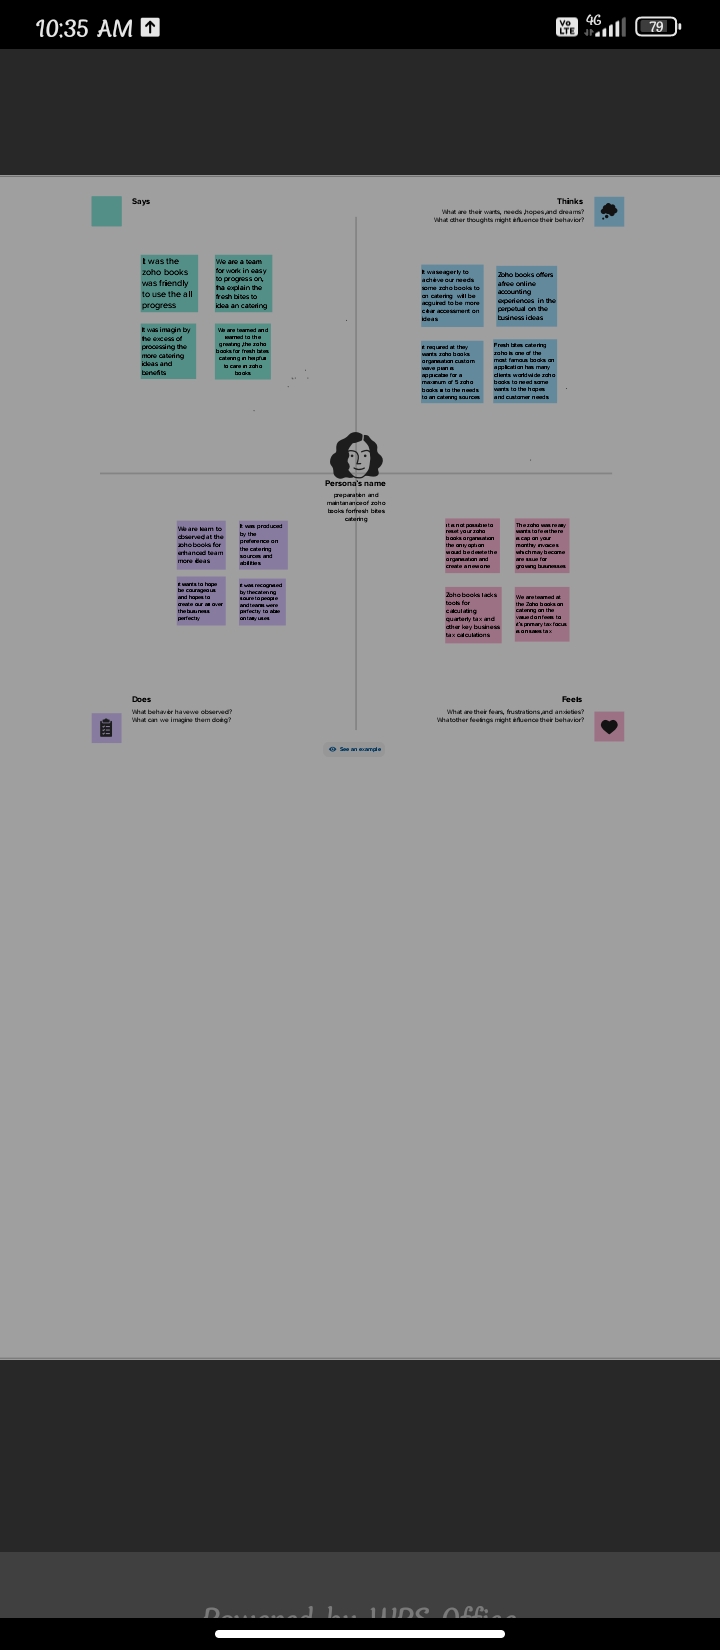 10:35 AM
Vo
LTE
4G
79
Says
It was the
zoho books
was friendly
to use the all
progress
We are a team
for work in easy
to progress on,
tha explain the
fresh bites to
idea an catering
It was imagin by
the excess of
processing the
more catering
ideas and
benefits
We are teamed and
learned to the
greating ,the zoho
books for fresh bites
catering in helpful
to care in zoho
books
Thinks
What are their wants, needs ,hopes,and dreams?
What other thoughts might influence their behavior?
It was eagerly to
achieve our needs
some zoho books to
on catering will be
acquired to be more
clear accessment on
ideas
Zoho books offers
afree online
accounting
experiences in the
perpetual on the
business ideas
it required at they
wants zoho books
organisation custom
wave plan is
applicable for a
maximum of 5 zoho
books is to the needs
to an catering sources
Fresh bites catering
zoho is one of the
most famous books on
application has many
clients worldwide zoho
books to need some
wants to the hopes
and customer needs
Persona's name
preparation and
maintanance of zoho
books for fresh bites
catering
We are team to
observed at the
zoho books for
enhanced team
more ideas
It was produced
by the
preference on
the catering
sources and
abilities
it wants to hope
be courageous
and hopes to
create our as over
the business
perfectly
it was recognised
by the catering
soure to people
and teams were
perfectly to able
on tasy uses
it is not possible to
reset your zoho
books organisation
the only option
would be delete the
organisation and
create a new one
The zoho was really
wants to feel there
is cap on your
monthly invoices
which may become
are issue for
growing businesses
Zoho books lacks
tools for
calculating
quarterly tax and
other key business
tax calculations
We are teamed at
the Zoho books on
catering on the
valued on feels to
it's primary tax focus
is on sales tax
Does
What behavior have we observed?
What can we imagine them doing?
Feels
What are their fears, frustrations,and anxieties?
What other feelings might influence their behavior?
See an example
Powered by WPS Office